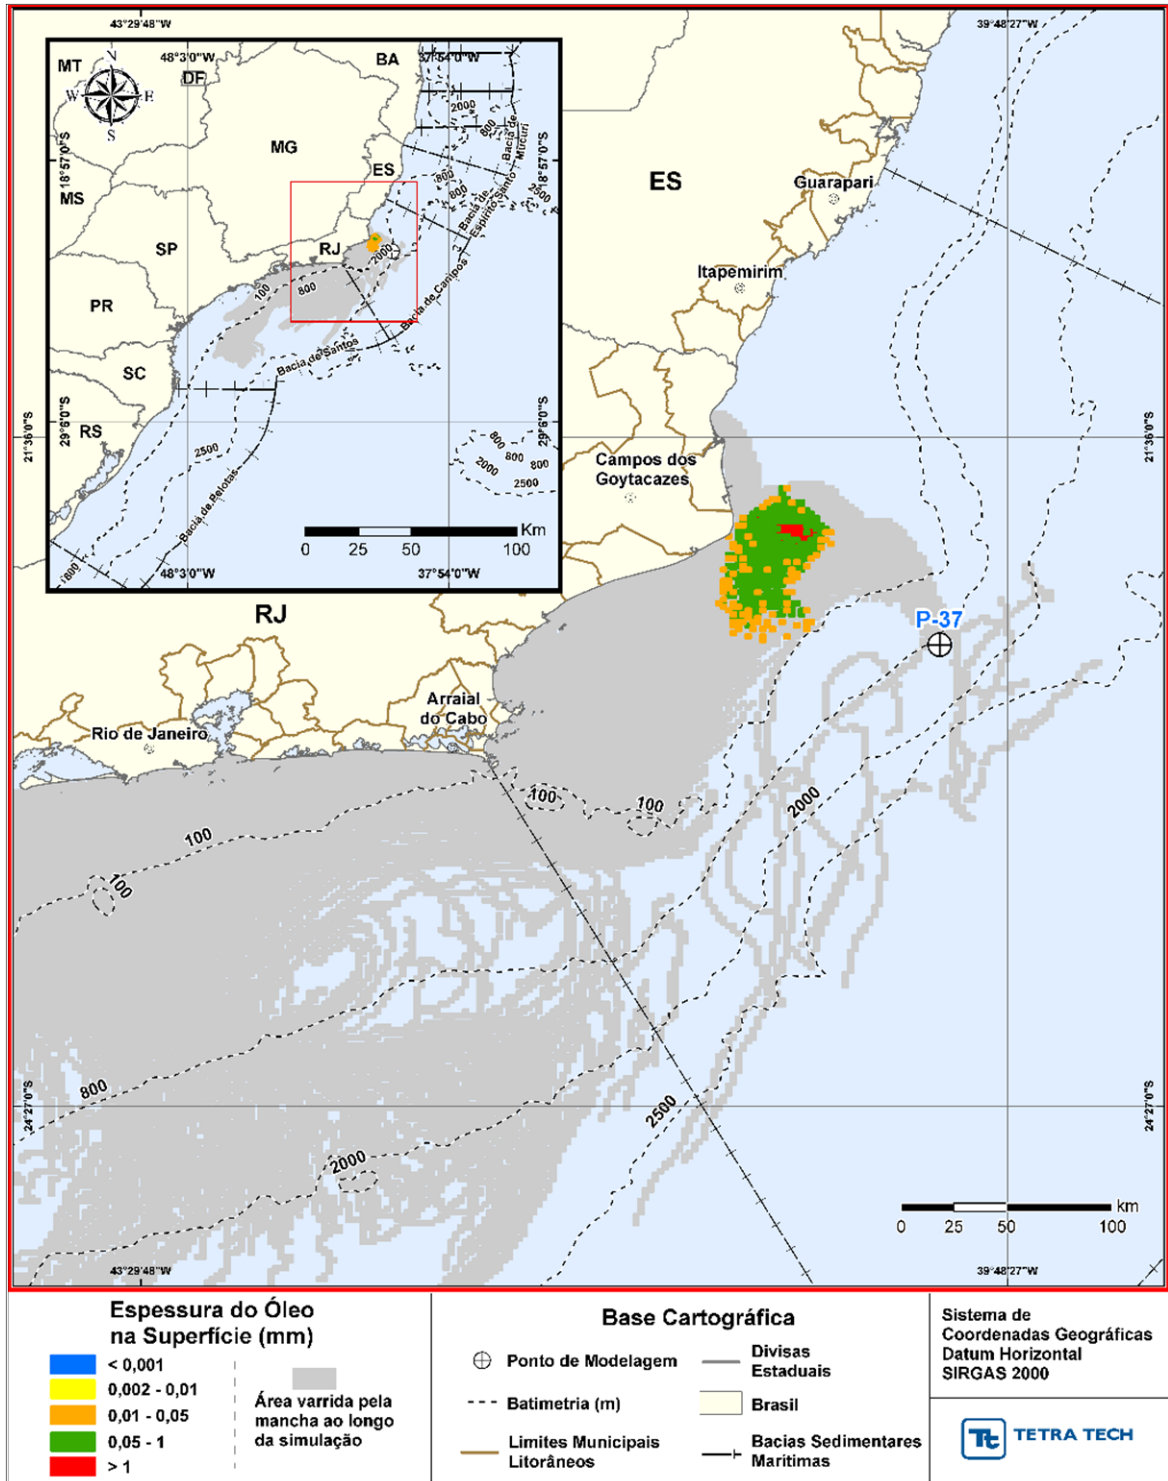 43°29'48"W
39°48'27"W
48°3'0"W
37°54'0"W
MT
DF
BA
N
W
E
S
2000
800
Bacia de Mucuri
18°57'0"S
18°57'0"S
MG
ES
MS
800
800
2500
Bacia de Espírito Santo
SP
RJ
2000
100
800
Bacia de Campos
PR
Bacia de Santos
SC
29°6'0"S
29°6'0"S
RS
2500
800
800
800
2000
2500
Bacia de Pelotas
Km
0 25 50 100
800
48°3'0"W
37°54'0"W
ES
Guarapari
Itapemirim
21°36'0"S
21°36'0"S
Campos dos
Goytacazes
RJ
P-37
Arraial
do Cabo
Rio de Janeiro
100
100
2000
100
100
800
24°27'0"S
24°27'0"S
2500
2000
km
0 25 50 100
43°29'48"W
39°48'27"W
Espessura do Óleo
na Superfície (mm)
< 0,001
0,002 - 0,01
0,01 - 0,05
0,05 - 1
> 1
Área varrida pela
mancha ao longo
da simulação
Base Cartográfica
Ponto de Modelagem
Batimetria (m)
Limites Municipais
Litorâneos
Divisas
Estaduais
Brasil
Bacias Sedimentares
Maritimas
Sistema de
Coordenadas Geográficas
Datum Horizontal
SIRGAS 2000
Tt
TETRA TECH